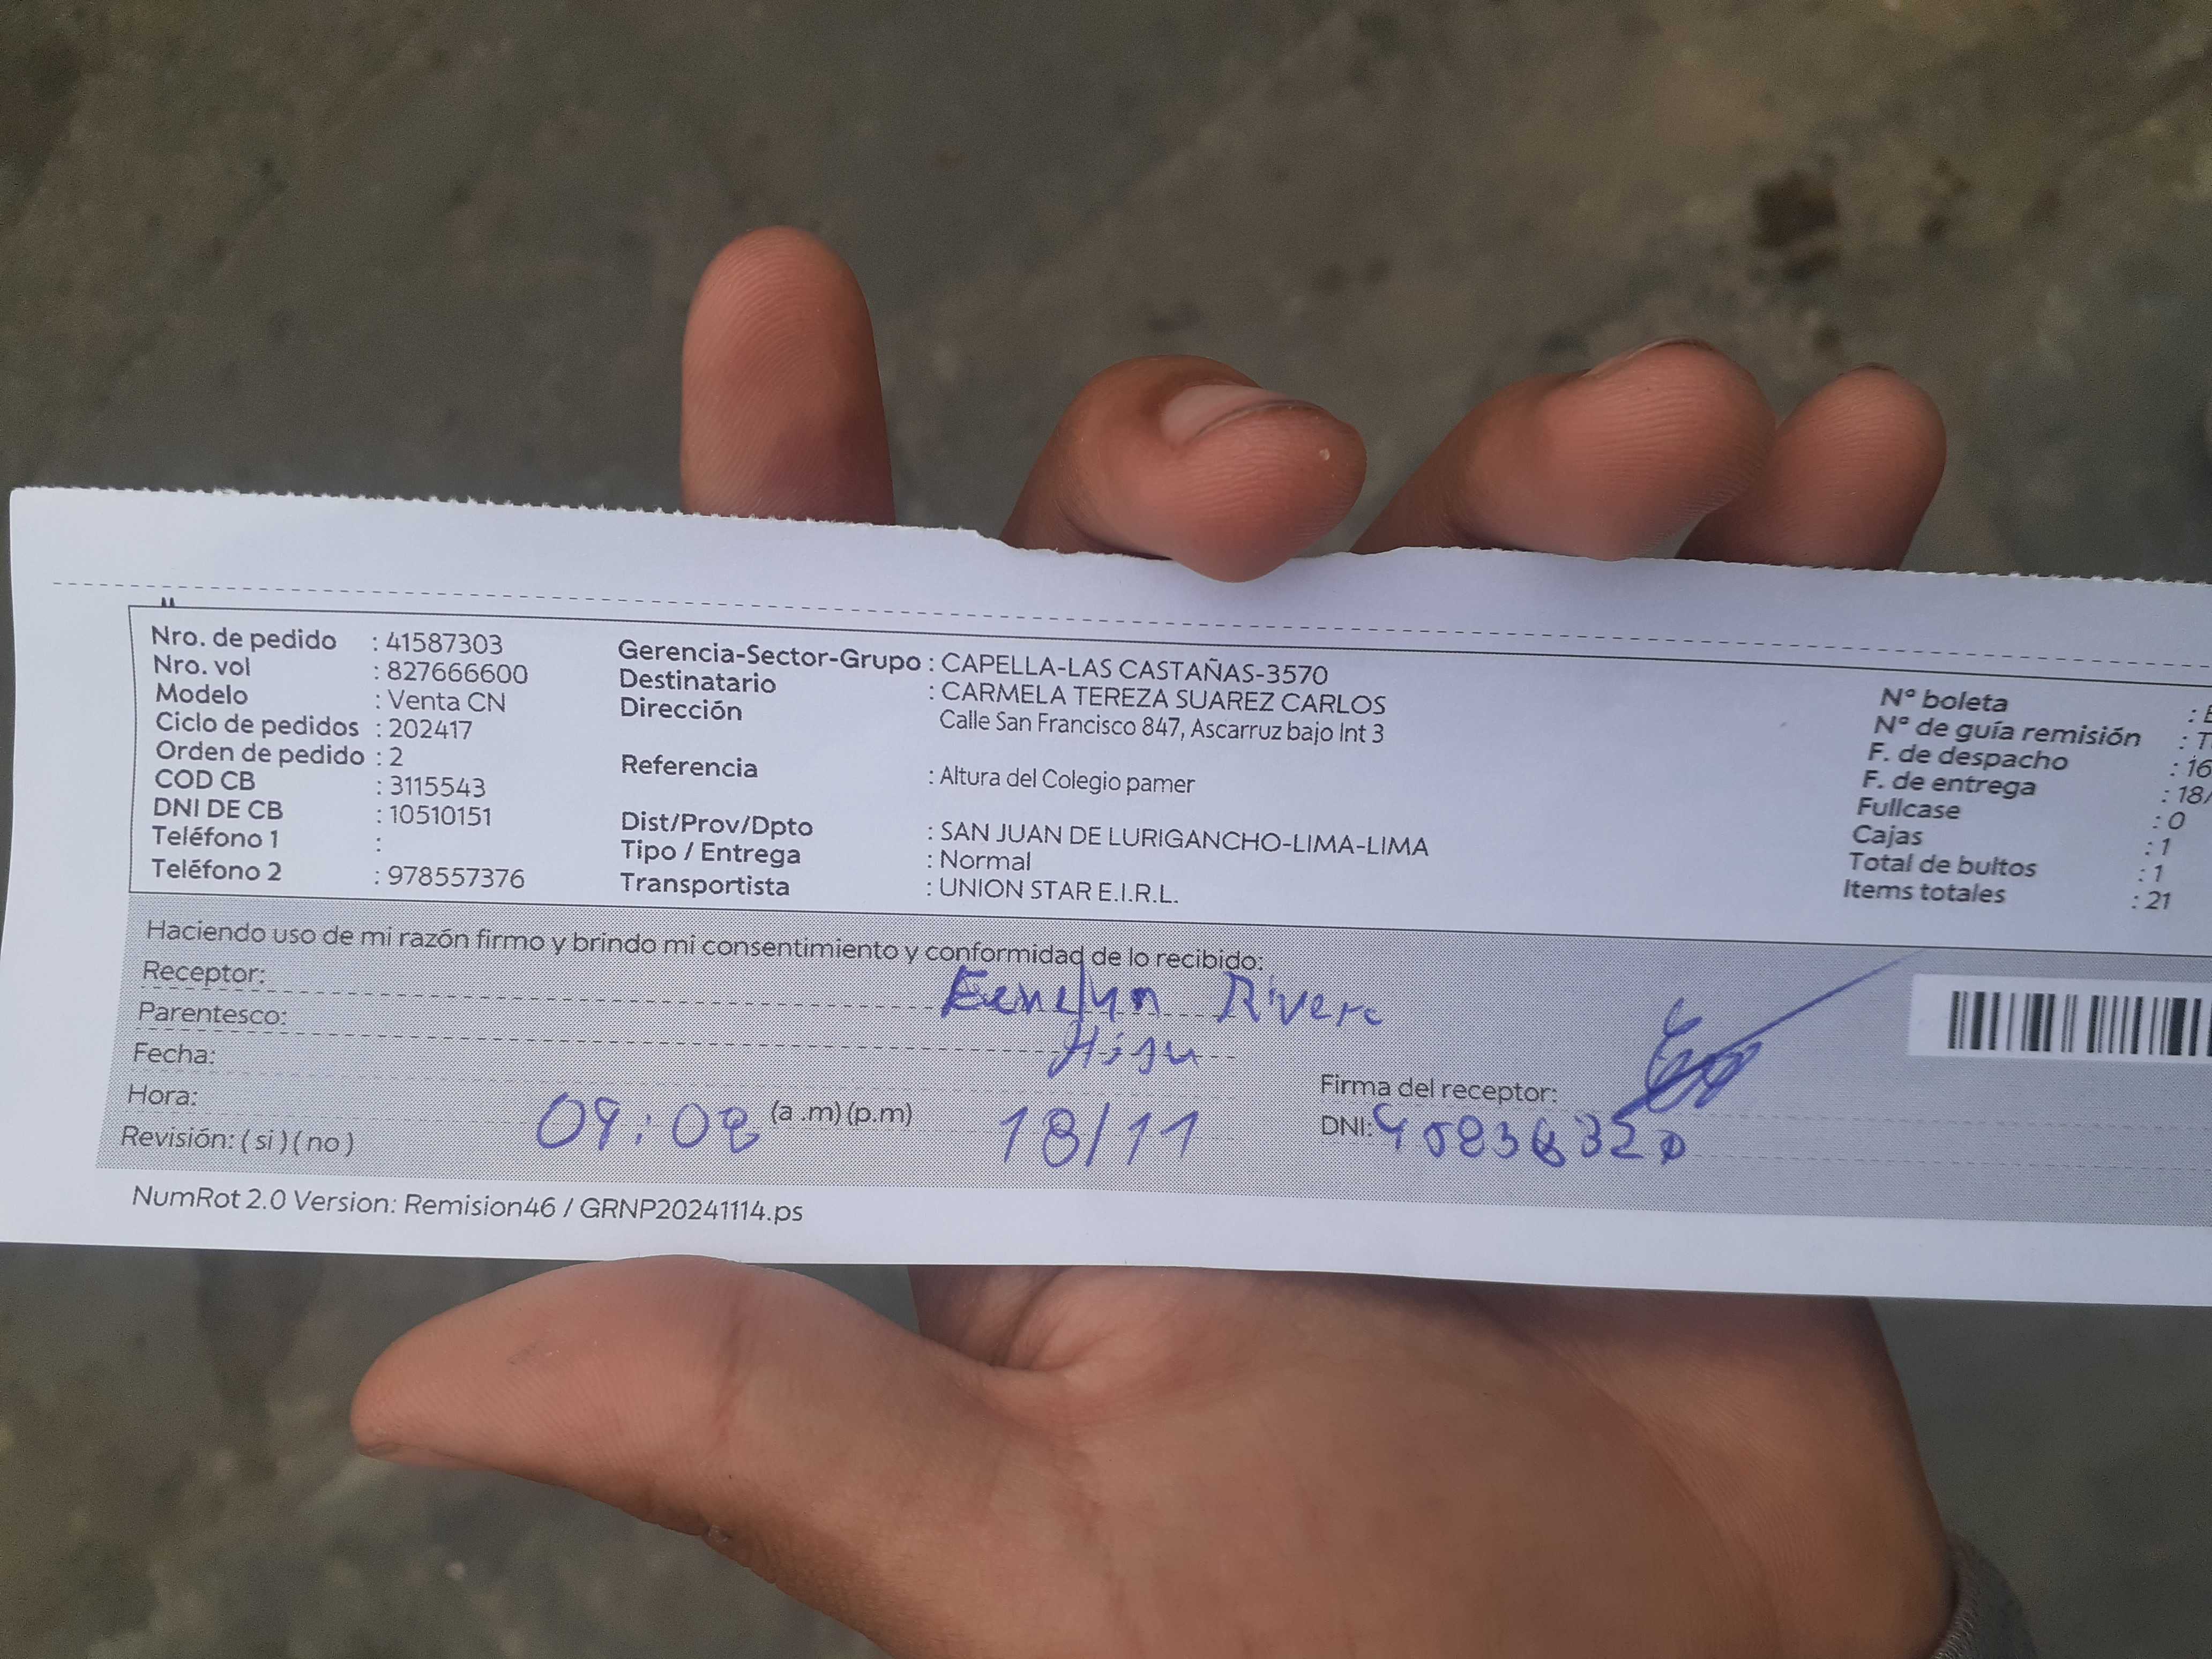 Nro. de pedido : 41587303
Nro. vol : 827666600
Modelo : Venta CN
Ciclo de pedidos : 202417
Orden de pedido : 2
COD CB : 3115543
DNI DE CB : 10510151
Teléfono 1 :
Teléfono 2 : 978557376
Gerencia-Sector-Grupo : CAPELLA-LAS CASTAÑAS-3570
Destinatario : CARMELA TEREZA SUAREZ CARLOS
Dirección Calle San Francisco 847, Ascarruz bajo Int 3
Referencia : Altura del Colegio pamer
Dist/Prov/Dpto : SAN JUAN DE LURIGANCHO-LIMA-LIMA
Tipo / Entrega : Normal
Transportista : UNION STAR E.I.R.L.
N° boleta :
N° de guía remisión : T
F. de despacho : 16
F. de entrega : 18/
Fullcase : 0
Cajas : 1
Total de bultos : 1
Items totales : 21
Haciendo uso de mi razón firmo y brindo mi consentimiento y conformidad de lo recibido:
Receptor: Rivera
Parentesco:
Fecha: 18/11
Hora: (a .m) (p.m)
Revisión: ( si ) ( no )
Firma del receptor:
DNI:
NumRot 2.0 Version: Remision46 / GRNP20241114.ps